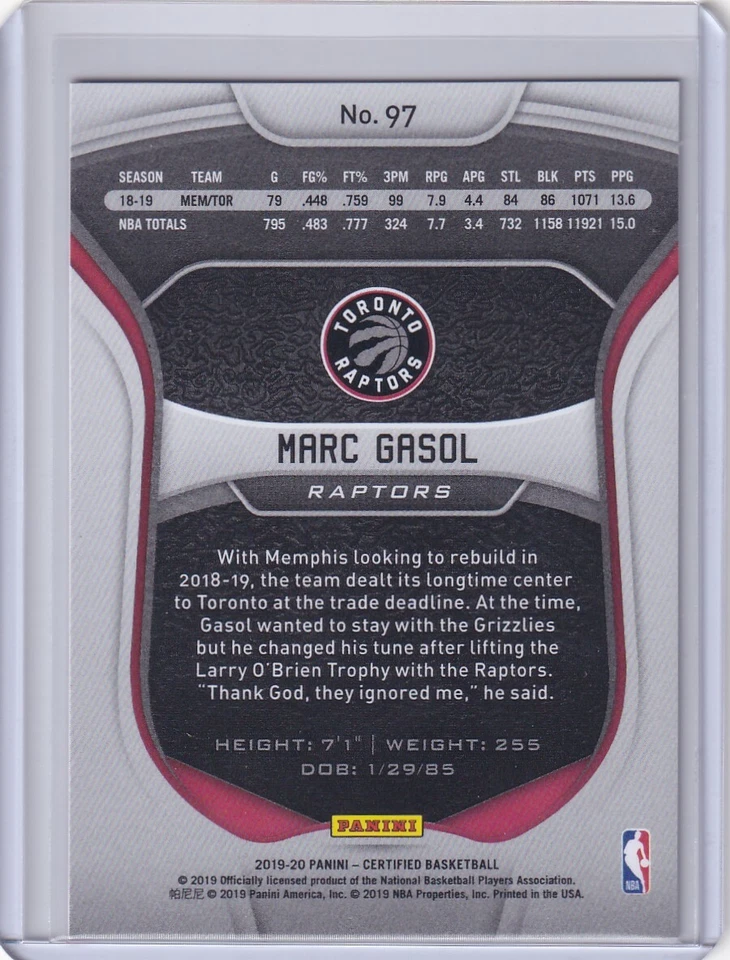 No. 97
SEASON TEAM G FG% FT% 3PM RPG APG STL BLK PTS PPG
18-19 MEM/TOR 79 .448 .759 99 7.9 4.4 84 86 1071 13.6
NBA TOTALS 795 .483 .777 324 7.7 3.4 732 1158 11921 15.0
TORONTO
RAPTORS
MARC GASOL
RAPTORS
With Memphis looking to rebuild in
2018-19, the team dealt its longtime center
to Toronto at the trade deadline. At the time,
Gasol wanted to stay with the Grizzlies
but he changed his tune after lifting the
Larry O'Brien Trophy with the Raptors.
"Thank God, they ignored me," he said.
HEIGHT: 7'1" | WEIGHT: 255
DOB: 1/29/85
PANINI
2019-20 PANINI – CERTIFIED BASKETBALL
© 2019 Officially licensed product of the National Basketball Players Association.
帕尼尼 © 2019 Panini America, Inc. © 2019 NBA Properties, Inc. Printed in the USA.
NBA